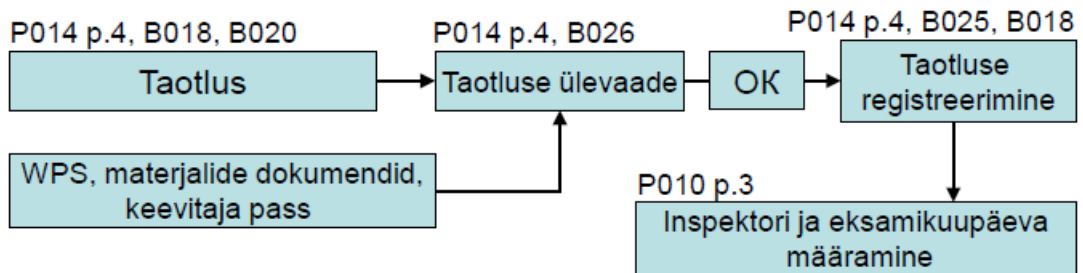 P014 p.4, B018, B020
Taotlus
P014 p.4, B026
Taotluse ülevaade
OK
P014 p.4, B025, B018
Taotluse
registreerimine
WPS, materjalide dokumendid,
keevitaja pass
P010 p.3
Inspektori ja eksamikuupäeva
määramine